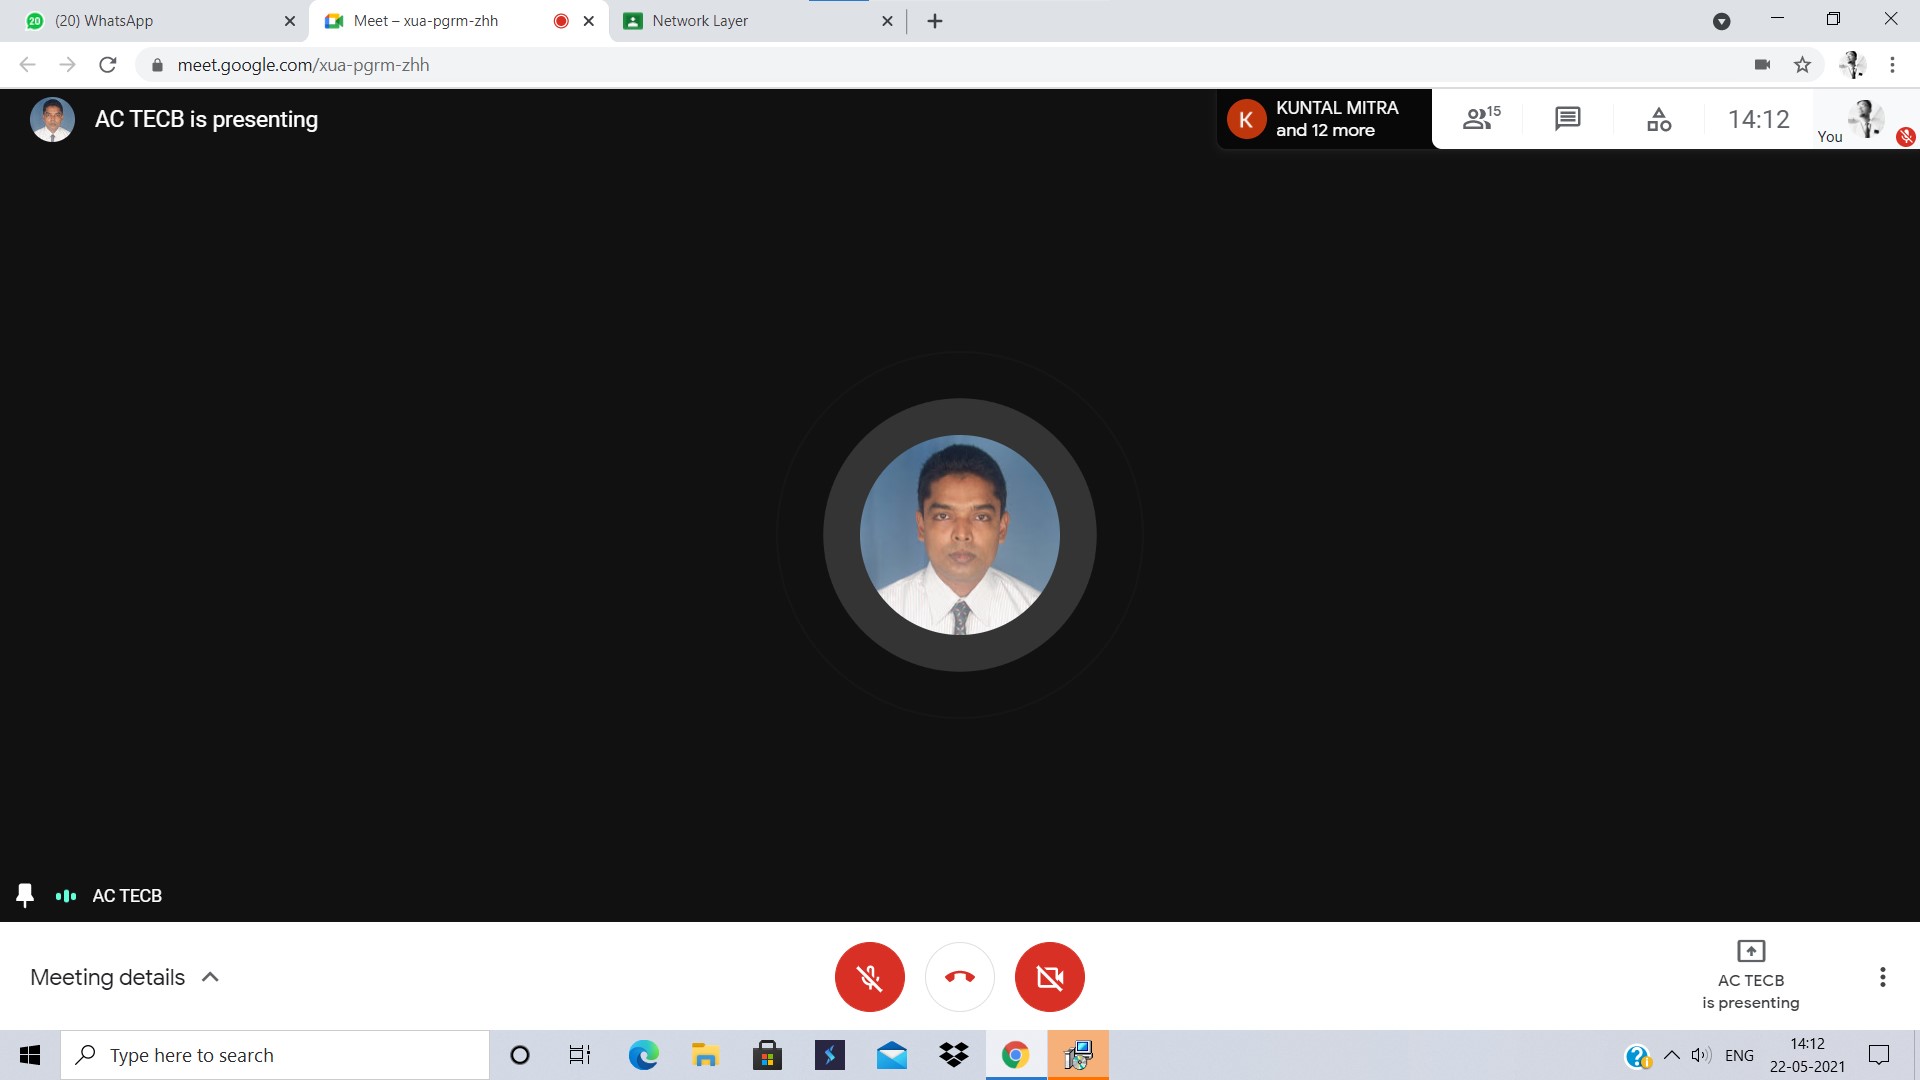 20
(20) WhatsApp
Meet – xua-pgrm-zhh
Network Layer
meet.google.com/xua-pgrm-zhh
AC TECB is presenting
K
KUNTAL MITRA
and 12 more
15
14:12
You
AC TECB
Meeting details
AC TECB
is presenting
Type here to search
ENG
14:12
22-05-2021